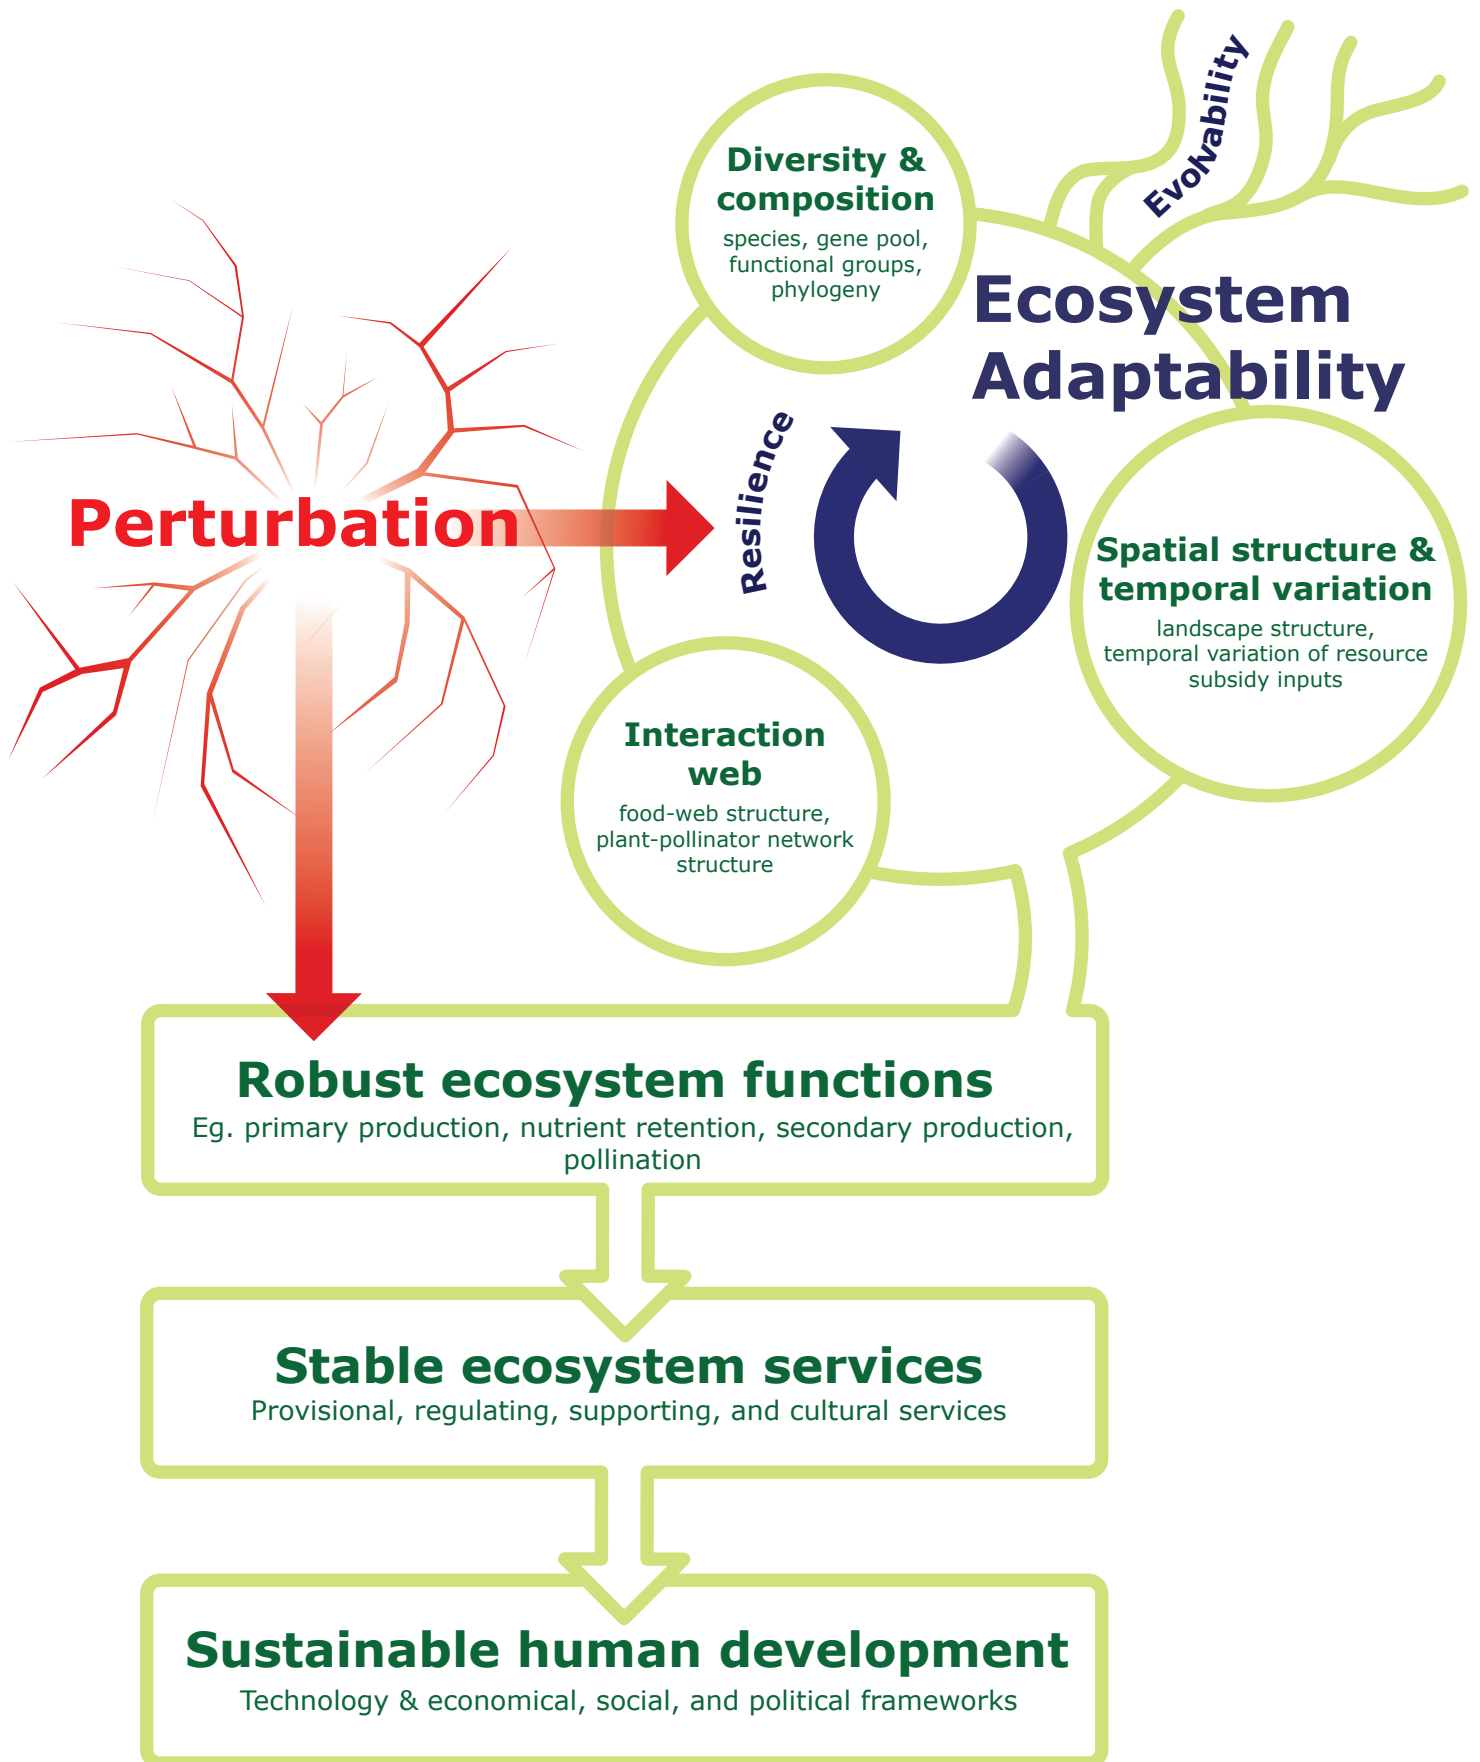 Evolvability
Diversity &
composition
species, gene pool,
functional groups,
phylogeny
Ecosystem
Adaptability
Resilience
Perturbation
Spatial structure &
temporal variation
landscape structure,
temporal variation of resource
subsidy inputs
Interaction
web
food-web structure,
plant-pollinator network
structure
Robust ecosystem functions
Eg. primary production, nutrient retention, secondary production,
pollination
Stable ecosystem services
Provisional, regulating, supporting, and cultural services
Sustainable human development
Technology & economical, social, and political frameworks